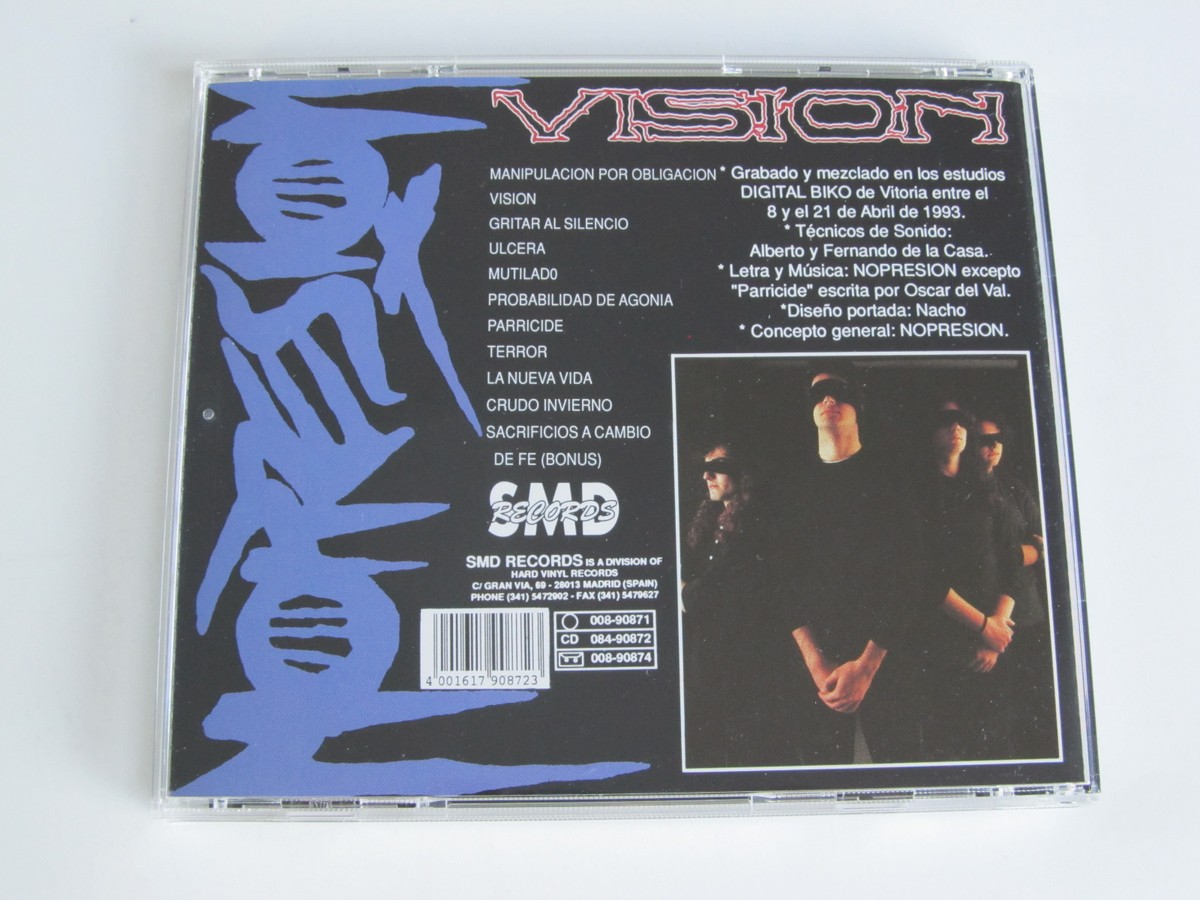 VISION
MANIPULACION POR OBLIGACION
VISION
GRITAR AL SILENCIO
ULCERA
MUTILADO
PROBABILIDAD DE AGONIA
PARRICIDE
TERROR
LA NUEVA VIDA
CRUDO INVIERNO
SACRIFICIOS A CAMBIO
DE FE (BONUS)
* Grabado y mezclado en los estudios
DIGITAL BIKO de Vitoria entre el
8 y el 21 de Abril de 1993.
* Técnicos de Sonido:
Alberto y Fernando de la Casa.
* Letra y Música: NOPRESION excepto
"Parricide" escrita por Oscar del Val.
*Diseño portada: Nacho
* Concepto general: NOPRESION.
SMD
RECORDS
SMD RECORDS IS A DIVISION OF
HARD VINYL RECORDS
C/ GRAN VIA, 69 - 28013 MADRID (SPAIN)
PHONE (341) 5472902 - FAX (341) 5479627
4 001617 908723
008-90871
CD 084-90872
008-90874